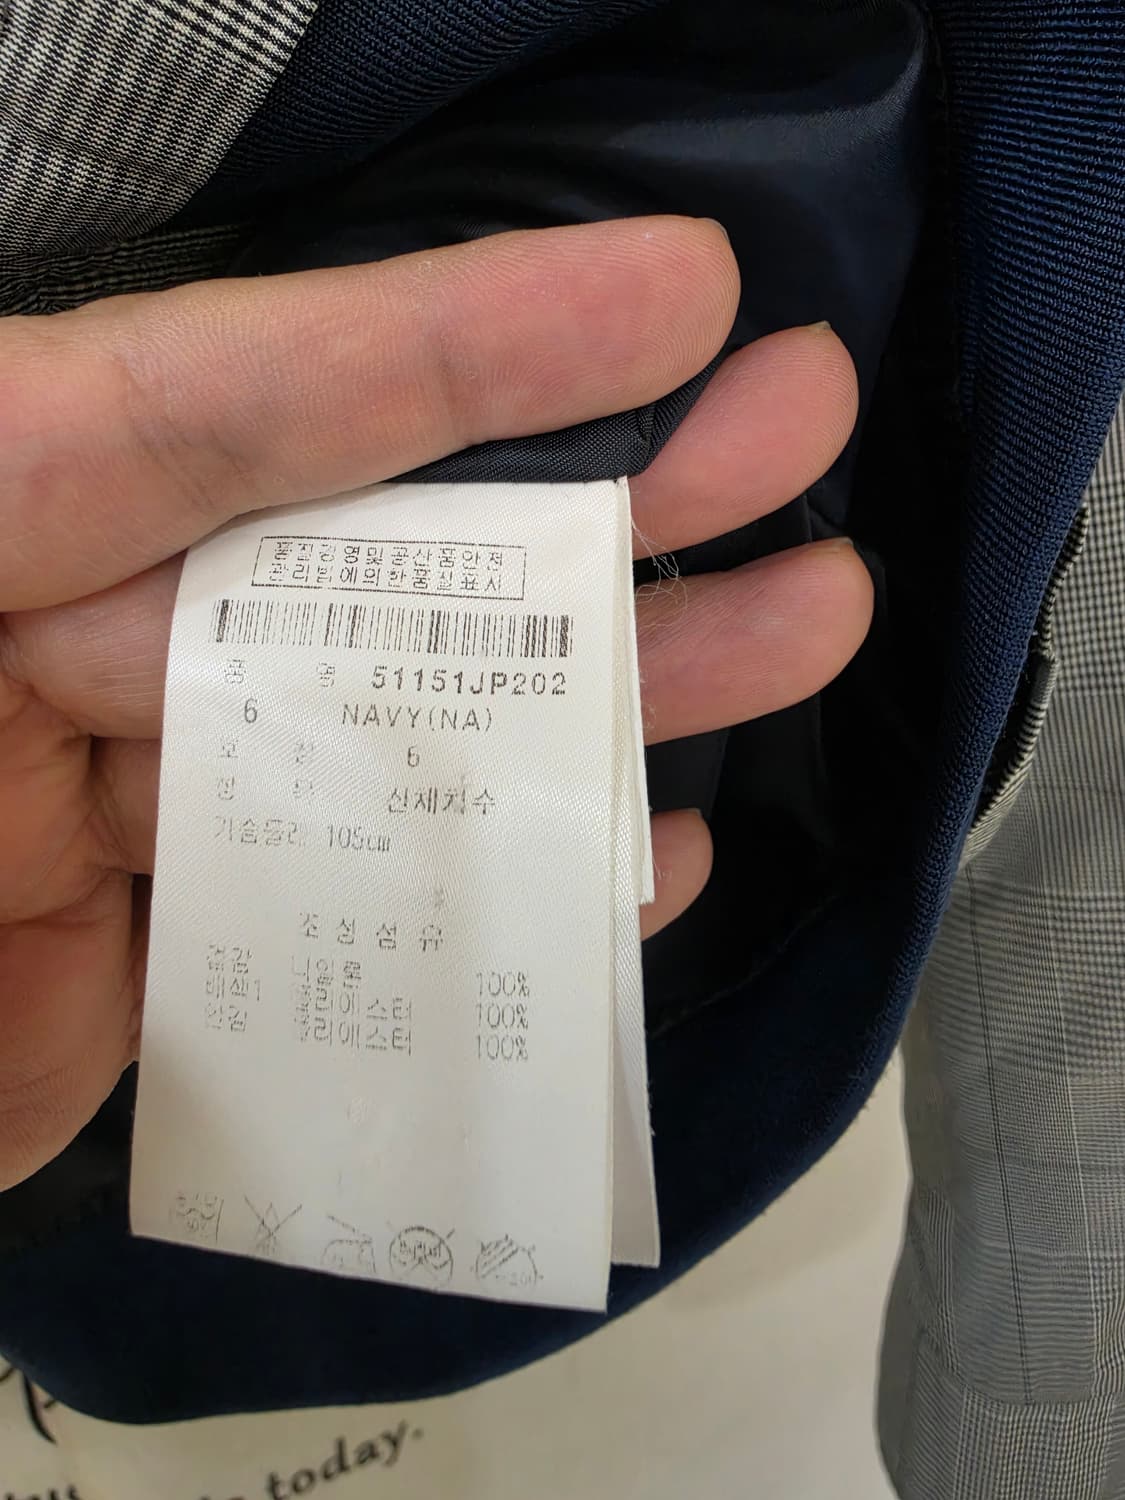 품질경영및공산품안전
관리법에의한품질표시
품 명 51151JP202
6 NAVY(NA)
호 칭 6
신체치수
가슴둘레 105cm
조 성 섬 유
겉감 나일론 100%
배색1 폴리에스터 100%
안감 폴리에스터 100%
today.